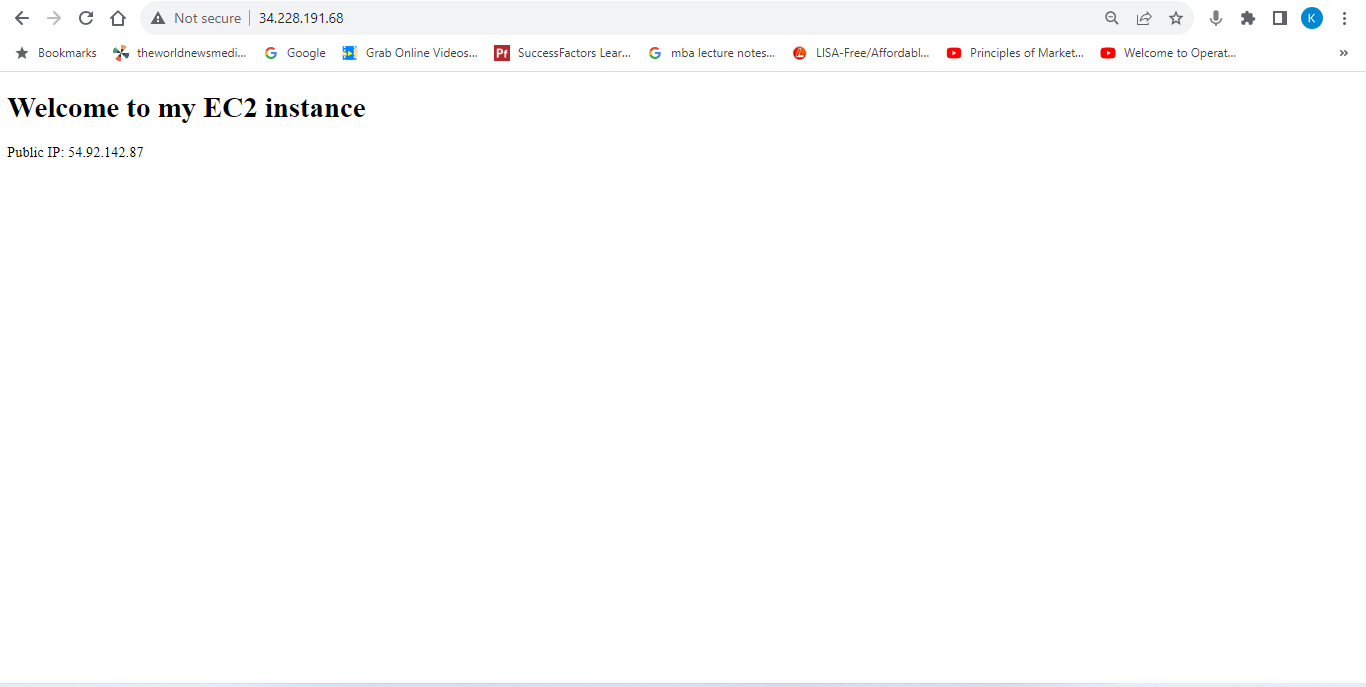 Not secure 34.228.191.68 K
Bookmarks theworldnewsmedi... Google Grab Online Videos... Pf SuccessFactors Lear... mba lecture notes... LISA-Free/Affordabl... Principles of Market... Welcome to Operat... »
Welcome to my EC2 instance
Public IP: 54.92.142.87